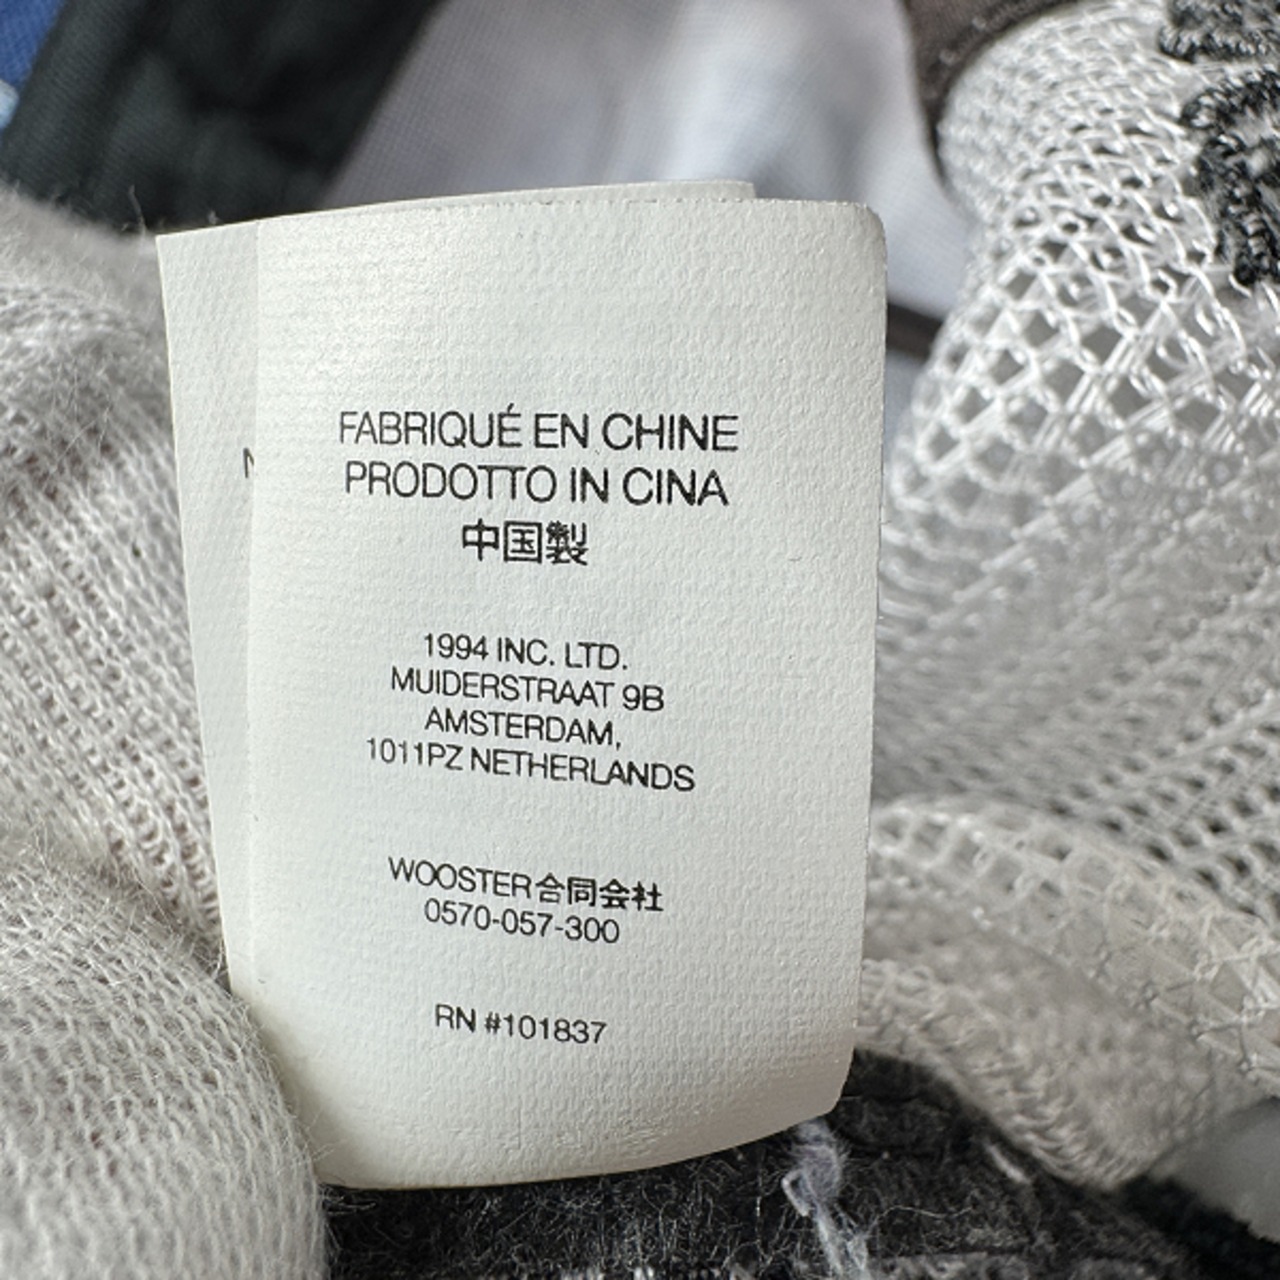 FABRIQUÉ EN CHINE
PRODOTTO IN CINA
中国製
1994 INC. LTD.
MUIDERSTRAAT 9B
AMSTERDAM,
1011PZ NETHERLANDS
WOOSTER合同会社
0570-057-300
RN #101837